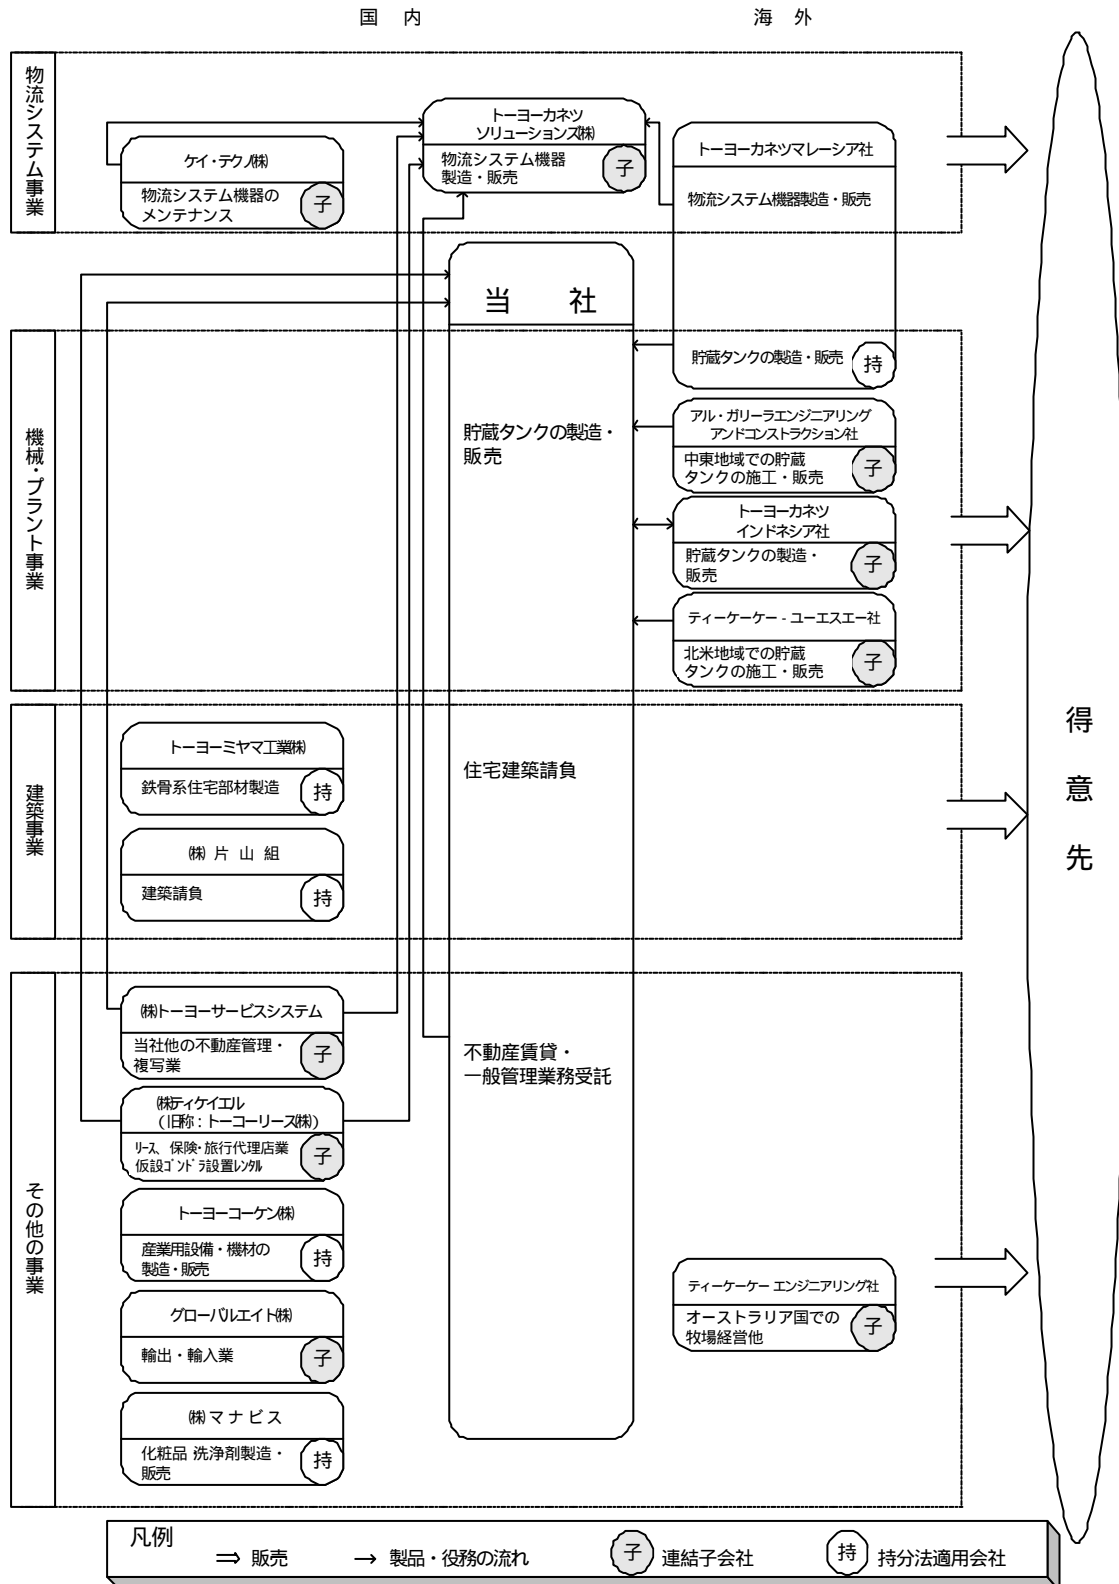 国 内
海 外
物流システム事業
ケイ・テクノ㈱
物流システム機器の
メンテナンス
子
トーヨーカネツ
ソリューションズ㈱
物流システム機器
製造・販売
子
トーヨーカネツマレーシア社
物流システム機器製造・販売
貯蔵タンクの製造・販売
持
当 社
機械・プラント事業
貯蔵タンクの製造・
販売
アル・ガリーラエンジニアリング
アンドコンストラクション社
中東地域での貯蔵
タンクの施工・販売
子
トーヨーカネツ
インドネシア社
貯蔵タンクの製造・
販売
子
ティーケーケー - ユーエスエー社
北米地域での貯蔵
タンクの施工・販売
子
建築事業
トーヨーミヤマ工業㈱
鉄骨系住宅部材製造
持
㈱ 片 山 組
建築請負
持
住宅建築請負
その他の事業
㈱トーヨーサービスシステム
当社他の不動産管理・
複写業
子
㈱ティケイエル
(旧称:トーコーリース㈱)
リース、保険・旅行代理店業
仮設ゴンドラ設置レンタル
子
トーヨーコーケン㈱
産業用設備・機材の
製造・販売
持
グローバルエイト㈱
輸出・輸入業
子
㈱ マ ナ ビ ス
化粧品 洗浄剤製造・
販売
持
不動産賃貸・
一般管理業務受託
ティーケーケー エンジニアリング社
オーストラリア国での
牧場経営他
子
得意先
凡例
⇒ 販売 → 製品・役務の流れ 子 連結子会社 持 持分法適用会社